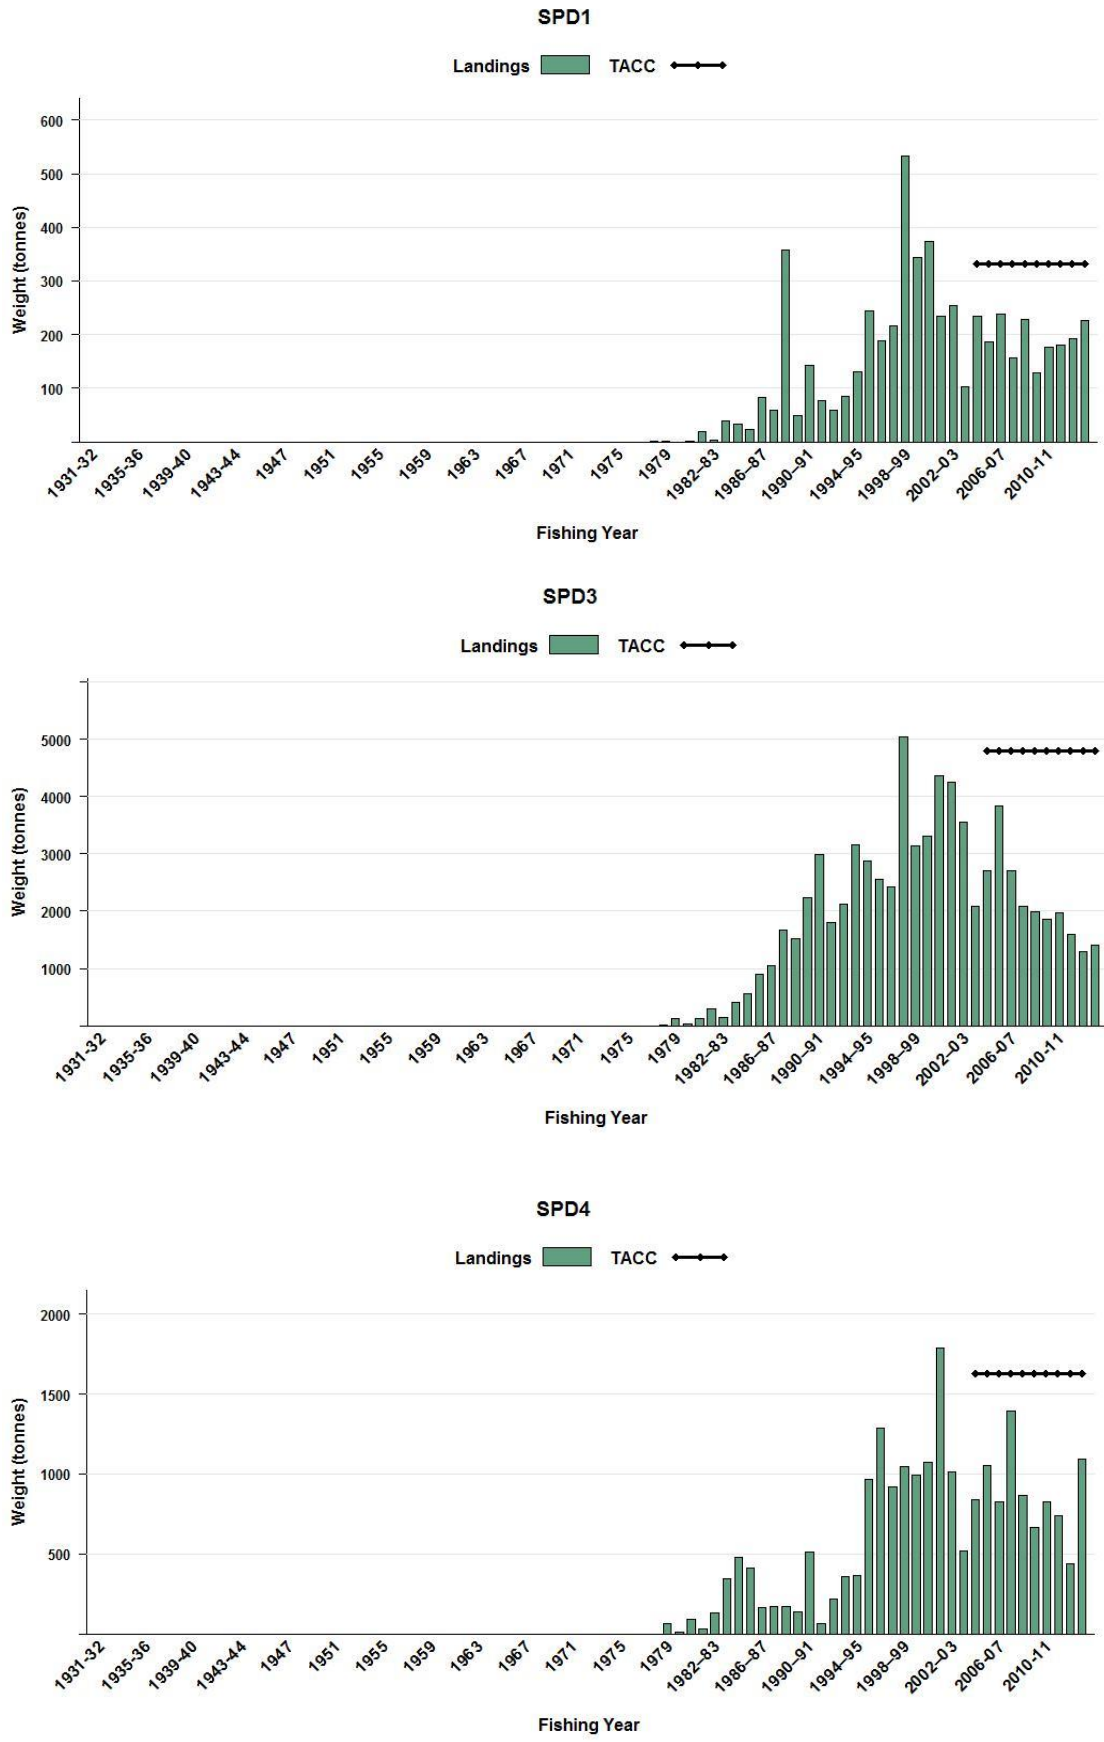 SPD1
Landings TACC
600
500
400
300
200
100
Weight (tonnes)
1931-32 1935-36 1939-40 1943-44 1947 1951 1955 1959 1963 1967 1971 1975 1979 1982–83 1986–87 1990–91 1994–95 1998–99 2002–03 2006-07 2010-11
Fishing Year
SPD3
Landings TACC
5000
4000
3000
2000
1000
Weight (tonnes)
1931-32 1935-36 1939-40 1943-44 1947 1951 1955 1959 1963 1967 1971 1975 1979 1982–83 1986–87 1990–91 1994–95 1998–99 2002–03 2006-07 2010-11
Fishing Year
SPD4
Landings TACC
2000
1500
1000
500
Weight (tonnes)
1931-32 1935-36 1939-40 1943-44 1947 1951 1955 1959 1963 1967 1971 1975 1979 1982–83 1986–87 1990–91 1994–95 1998–99 2002–03 2006-07 2010-11
Fishing Year